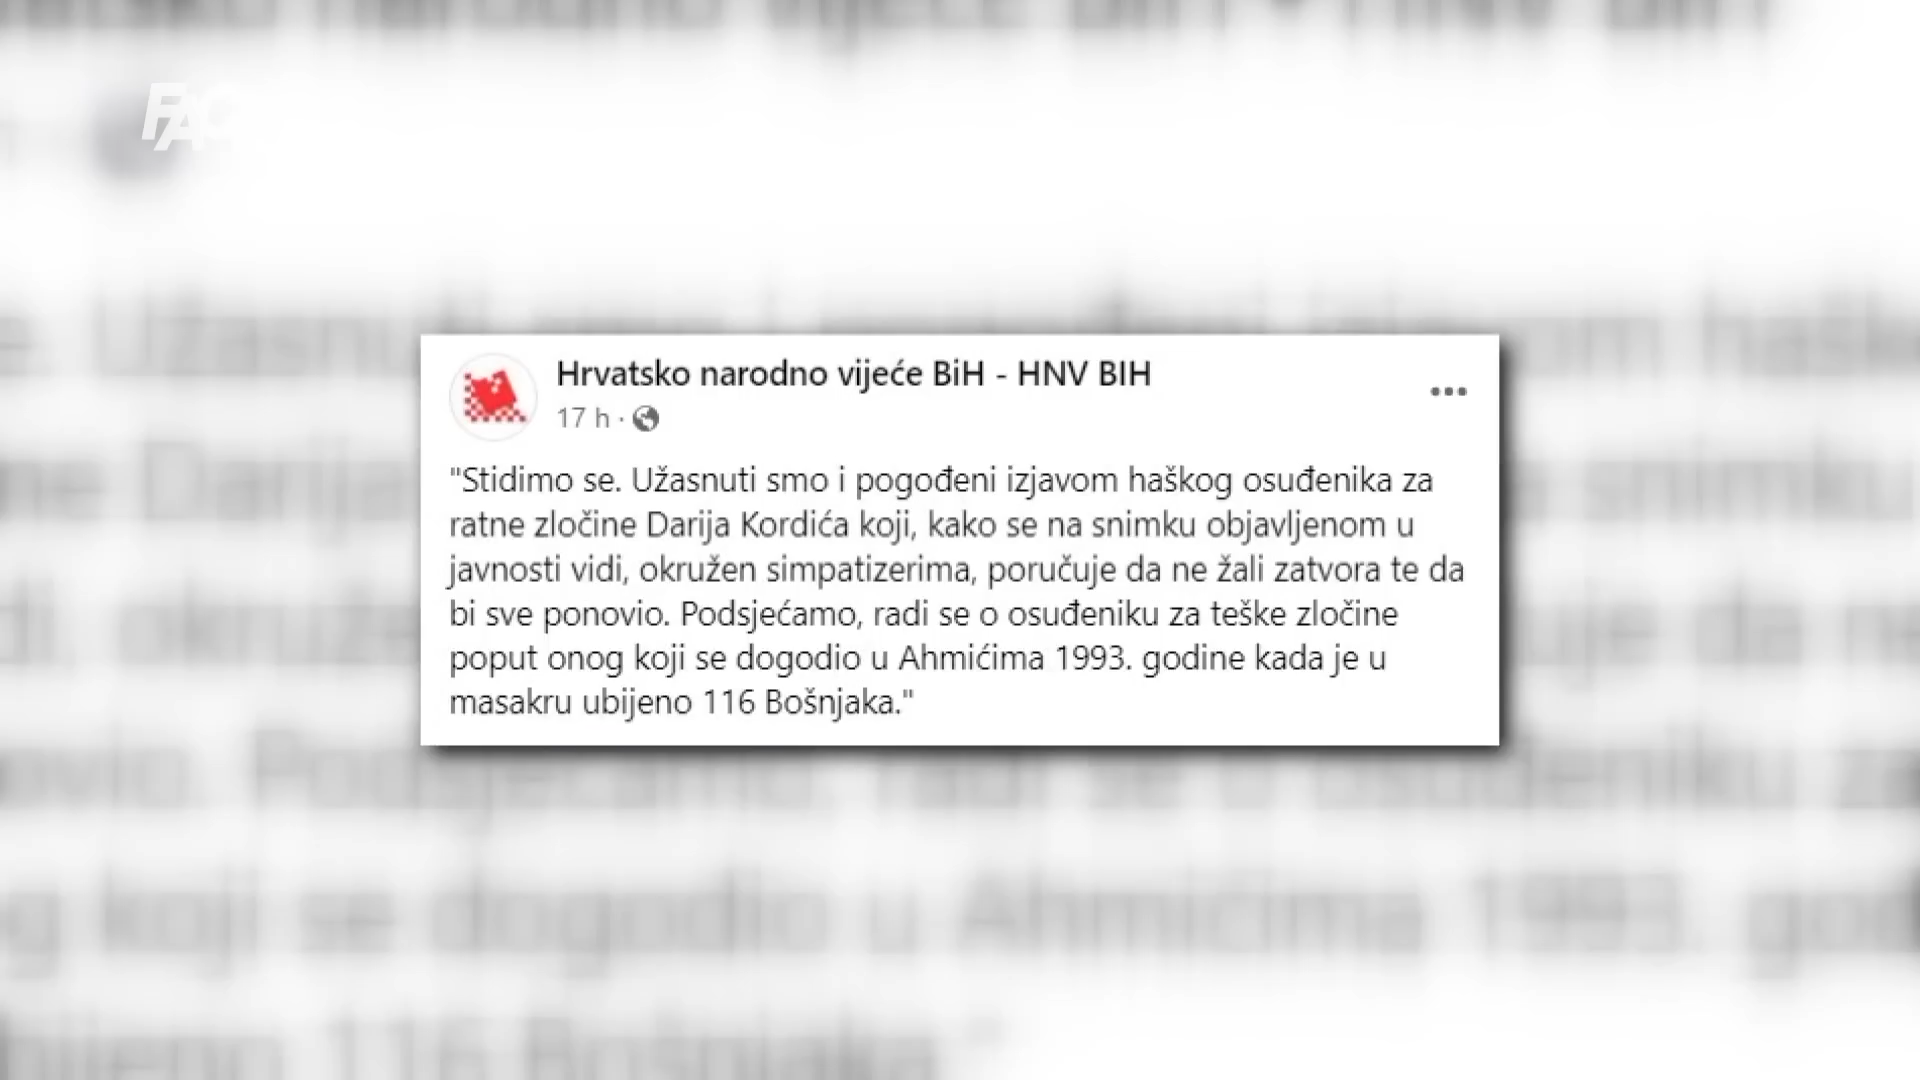 FAC
Hrvatsko narodno vijeće BiH - HNV BIH
17 h ·
"Stidimo se. Užasnuti smo i pogođeni izjavom haškog osuđenika za
ratne zločine Darija Kordića koji, kako se na snimku objavljenom u
javnosti vidi, okružen simpatizerima, poručuje da ne žali zatvora te da
bi sve ponovio. Podsjećamo, radi se o osuđeniku za teške zločine
poput onog koji se dogodio u Ahmićima 1993. godine kada je u
masakru ubijeno 116 Bošnjaka."